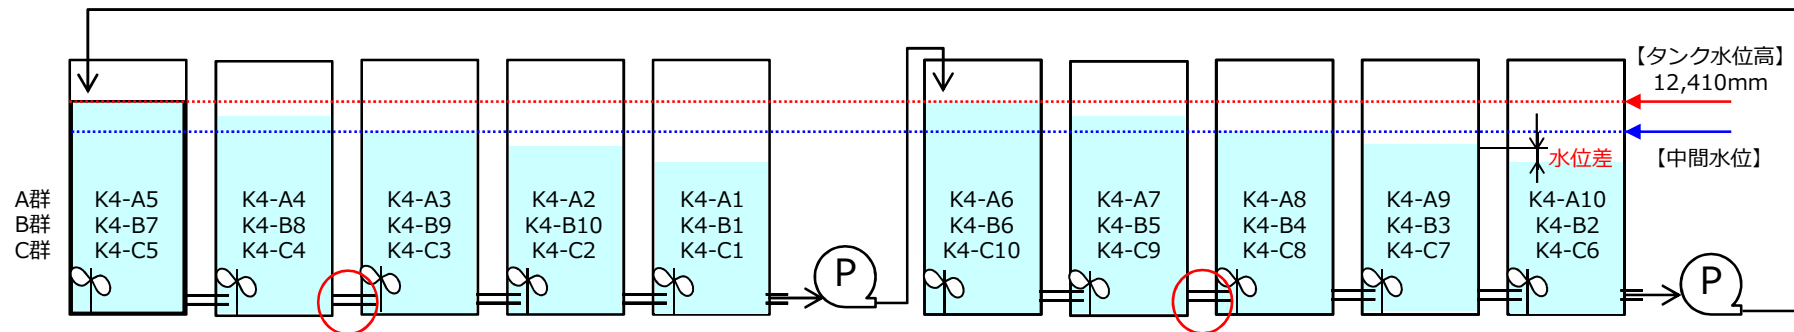 【タンク水位高】
12,410mm
水位差
【中間水位】
A群 K4-A5 K4-A4 K4-A3 K4-A2 K4-A1 K4-A6 K4-A7 K4-A8 K4-A9 K4-A10
B群 K4-B7 K4-B8 K4-B9 K4-B10 K4-B1 K4-B6 K4-B5 K4-B4 K4-B3 K4-B2
C群 K4-C5 K4-C4 K4-C3 K4-C2 K4-C1 K4-C10 K4-C9 K4-C8 K4-C7 K4-C6
P P